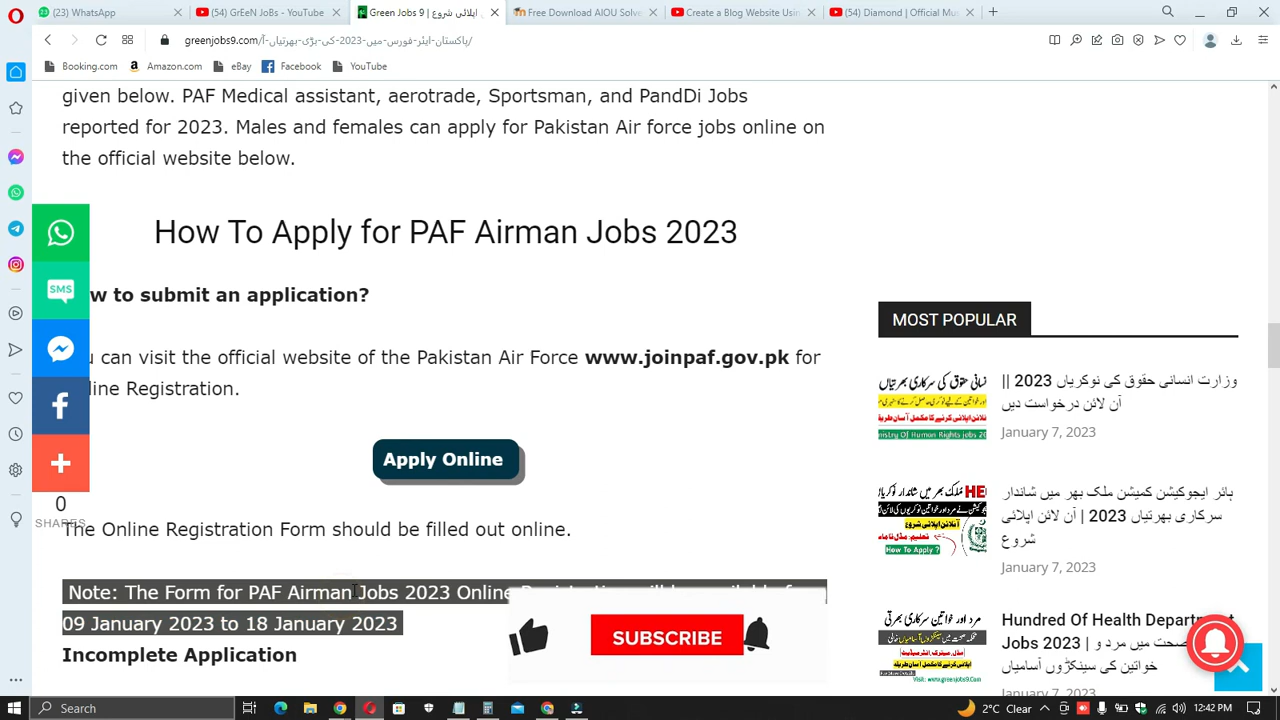 WhatsApp
(54) GrEeN JoBs - YouTube
Green Jobs 9 | اپلائی شروع
Free Download AIOU Solve
Create a Blog Website Usin
(54) Diamond | Official Mu
greenjobs9.com/پاکستان-ایئر-فورس-میں-2023-کی-بڑی-بھرتیاں-آ/
Booking.com
Amazon.com
eBay
Facebook
YouTube
given below. PAF Medical assistant, aerotrade, Sportsman, and PandDi Jobs
reported for 2023. Males and females can apply for Pakistan Air force jobs online on
the official website below.
How To Apply for PAF Airman Jobs 2023
w to submit an application?
u can visit the official website of the Pakistan Air Force www.joinpaf.gov.pk for
line Registration.
Apply Online
The Online Registration Form should be filled out online.
Note: The Form for PAF Airman Jobs 2023 Online
09 January 2023 to 18 January 2023
Incomplete Application
SMS
0
SHARES
SUBSCRIBE
MOST POPULAR
وزارت انسانی حقوق کی نوکریاں 2023 ||
آن لائن درخواست دیں
January 7, 2023
ہائر ایجوکیشن کمیشن ملک بھر میں شاندار
سرکاری بھرتیاں 2023 | آن لائن اپلائی
شروع
January 7, 2023
Hundred Of Health Department
Jobs 2023 | صحت میں مرد و
خواتین کی سینکڑوں آسامیاں
January 7, 2023
Search
2°C Clear
12:42 PM